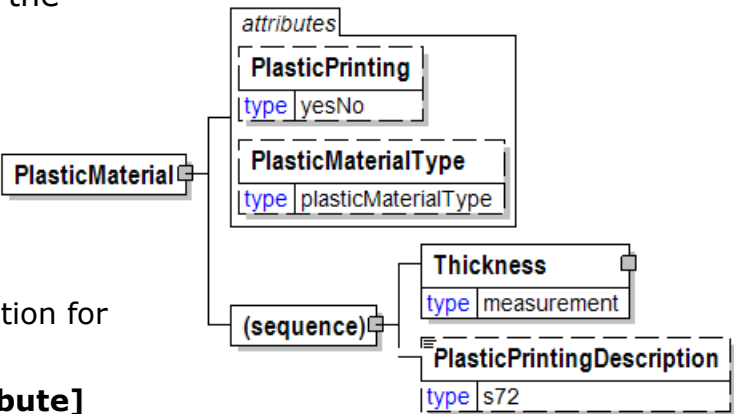 the
attributes
PlasticPrinting
type yesNo
PlasticMaterialType
type plasticMaterialType
PlasticMaterial
Thickness
type measurement
tion for
(sequence)
PlasticPrintingDescription
type s72
bute]